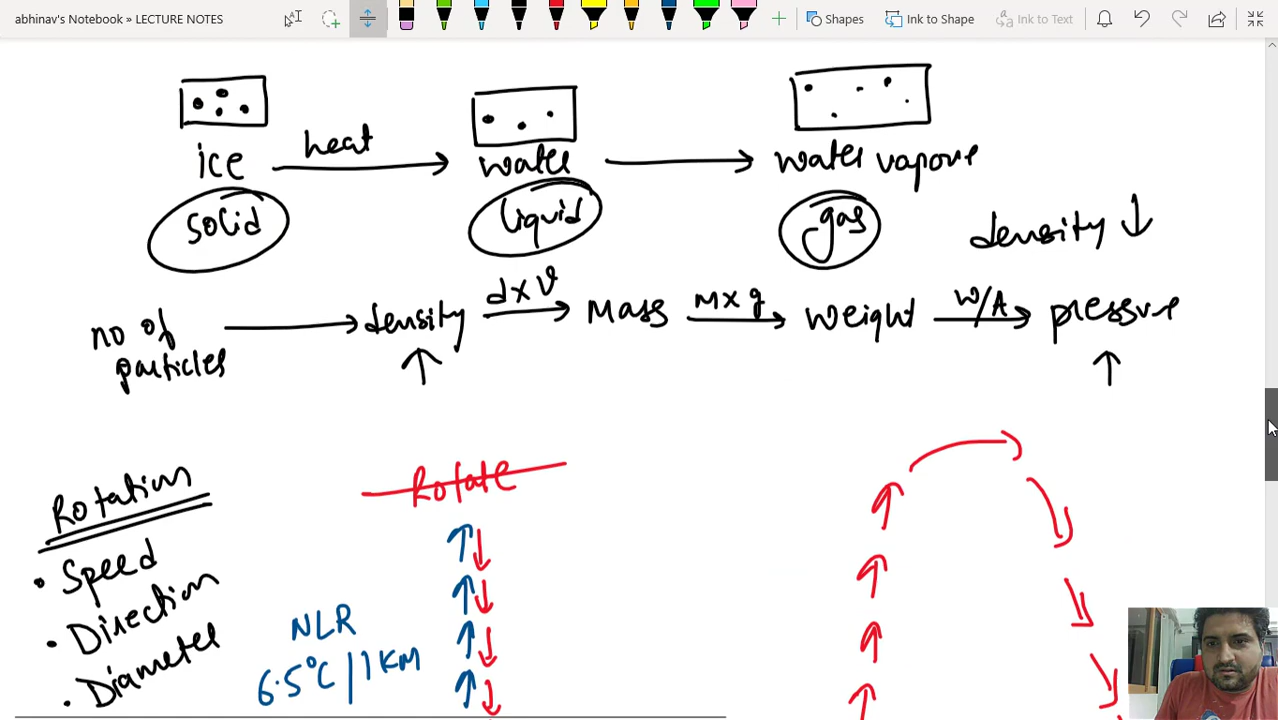 abhinav's Notebook » LECTURE NOTES
Shapes
Ink to Shape
Ink to Text
ice
heat
water
water vapour
solid
liquid
gas
density ↓
no of
particles
density
d x v
Mass
M x g
Weight
W/A
pressure
↑
↑
Rotation
• Speed
• Direction
• Diameter
Rotate
NLR
6.5°C/1KM